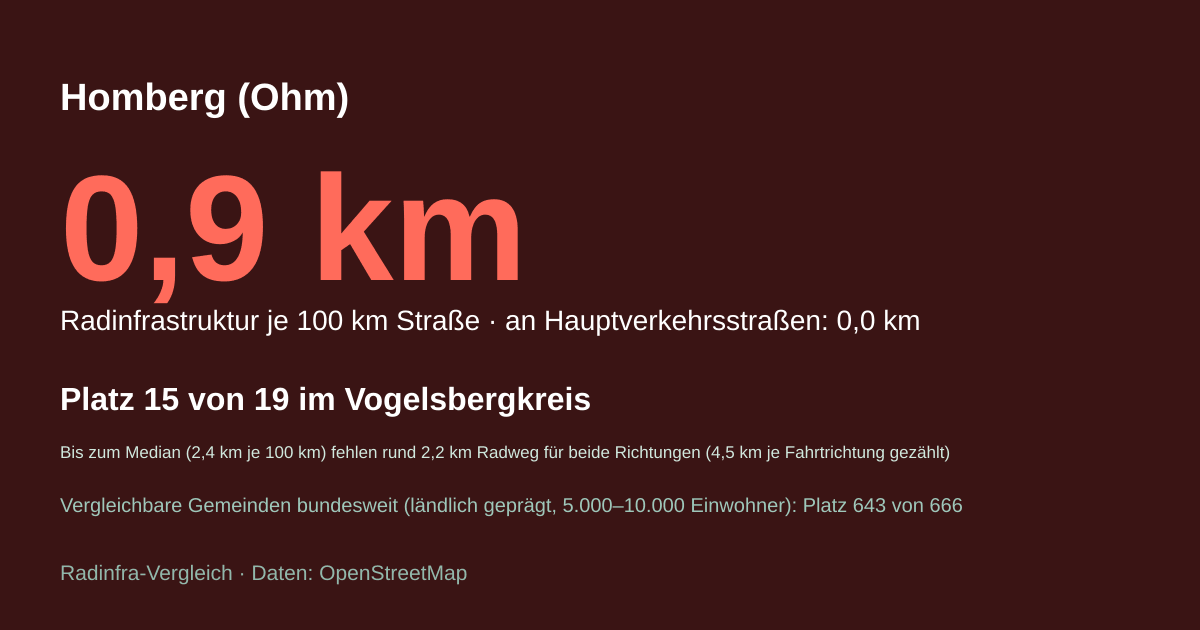 Homberg (Ohm)
0,9 km
Radinfrastruktur je 100 km Straße · an Hauptverkehrsstraßen: 0,0 km
Platz 15 von 19 im Vogelsbergkreis
Bis zum Median (2,4 km je 100 km) fehlen rund 2,2 km Radweg für beide Richtungen (4,5 km je Fahrtrichtung gezählt)
Vergleichbare Gemeinden bundesweit (ländlich geprägt, 5.000–10.000 Einwohner): Platz 643 von 666
Radinfra-Vergleich · Daten: OpenStreetMap